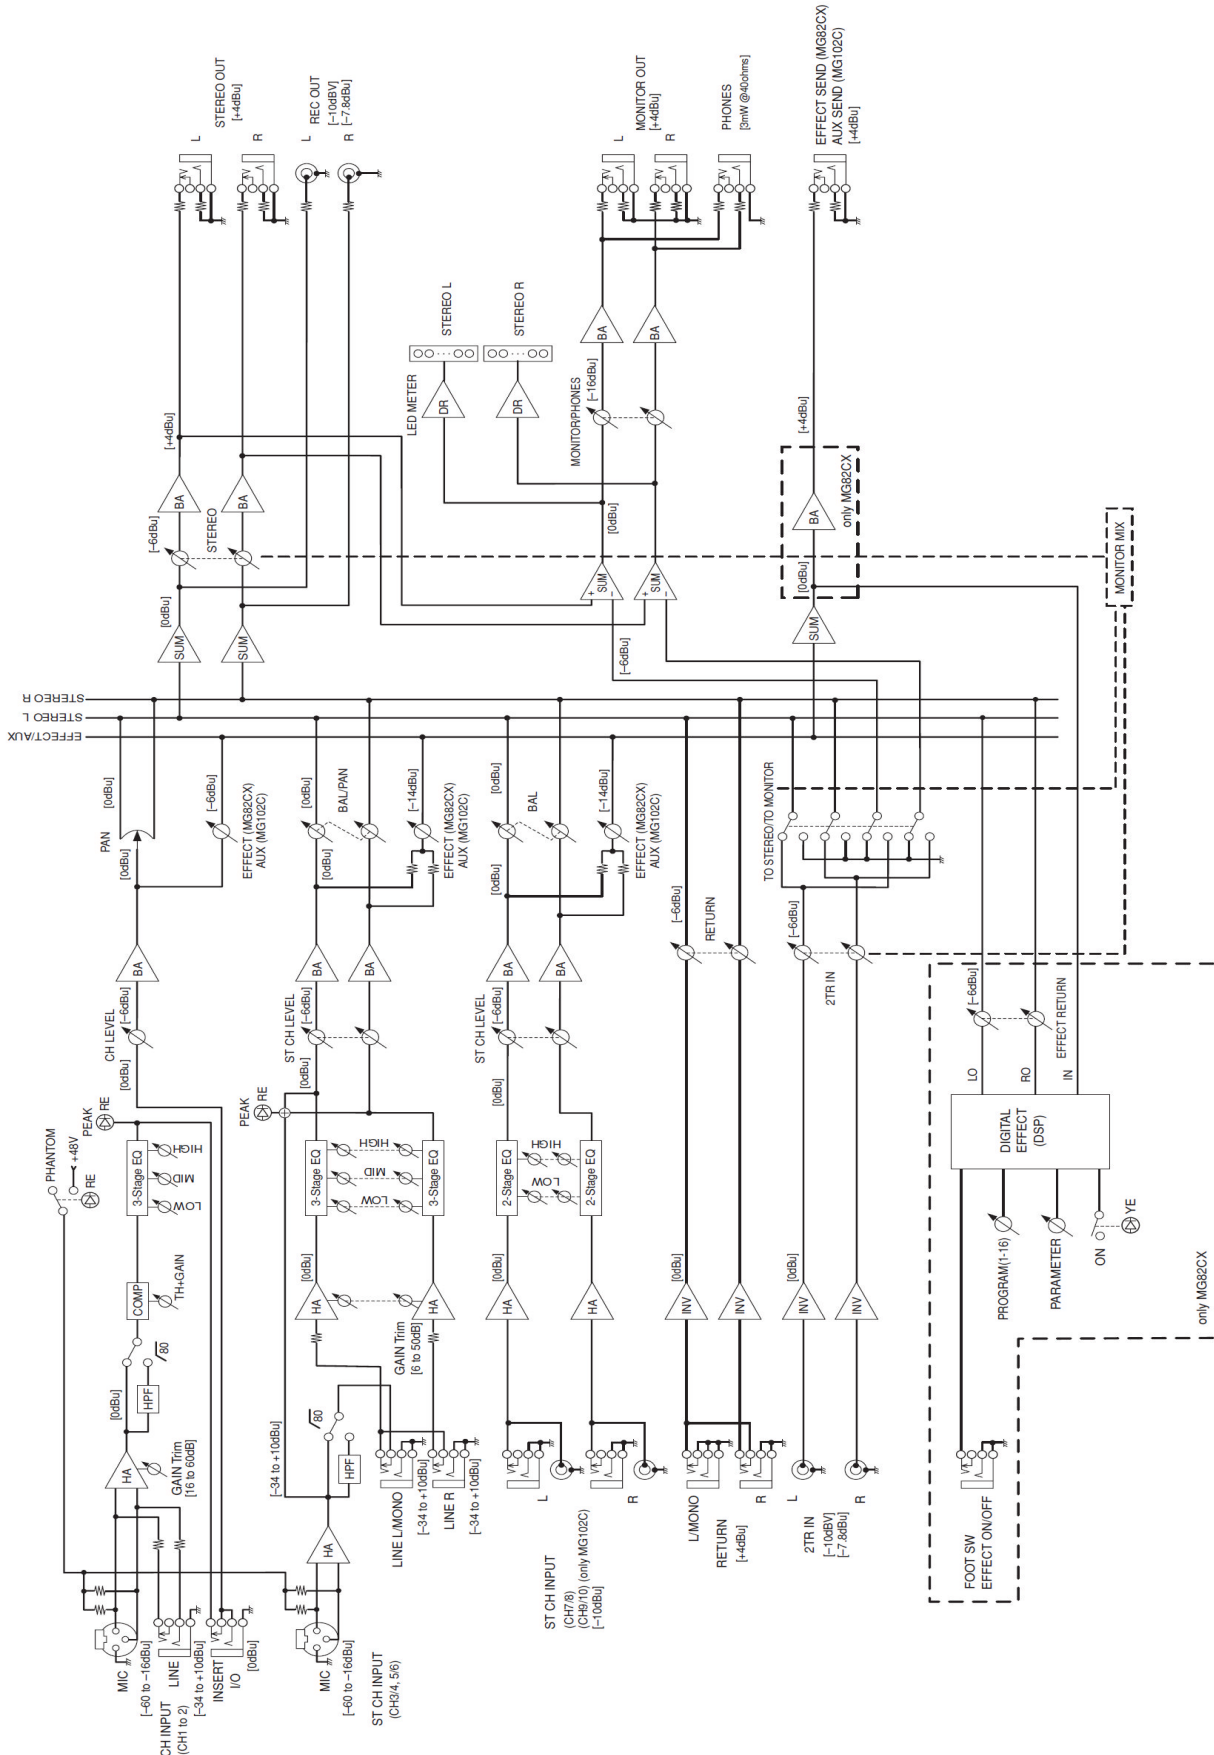 CH INPUT
(CH1 to 2)
MIC
[–60 to –16dBu]
LINE
[–34 to +10dBu]
INSERT
I/O
[0dBu]
PHANTOM
+48V
RE
HA
GAIN Trim
[16 to 60dB]
[0dBu]
HPF
80
COMP
TH+GAIN
3-Stage EQ
LOW
MID
HIGH
PEAK
RE
[0dBu]
CH LEVEL
[–6dBu]
BA
[0dBu]
PAN
[0dBu]
[–6dBu]
EFFECT (MG82CX)
AUX (MG102C)
EFFECT/AUX
STEREO L
STEREO R
ST CH INPUT
(CH3/4, 5/6)
MIC
[–60 to –16dBu]
HA
[–34 to +10dBu]
HPF
80
LINE L/MONO
[–34 to +10dBu]
LINE R
[–34 to +10dBu]
HA
HA
GAIN Trim
[6 to 50dB]
[0dBu]
3-Stage EQ
LOW
MID
HIGH
3-Stage EQ
PEAK
RE
[0dBu]
ST CH LEVEL
[–6dBu]
BA
BA
[0dBu]
[0dBu]
BAL/PAN
[–14dBu]
EFFECT (MG82CX)
AUX (MG102C)
ST CH INPUT
(CH7/8)
(CH9/10) (only MG102C)
[–10dBu]
L
R
HA
HA
[0dBu]
2-Stage EQ
LOW
HIGH
2-Stage EQ
ST CH LEVEL
[–6dBu]
BA
BA
[0dBu]
[0dBu]
BAL
[–14dBu]
EFFECT (MG82CX)
AUX (MG102C)
L/MONO
RETURN
[+4dBu]
R
INV
INV
[0dBu]
[–6dBu]
RETURN
L
2TR IN
[–10dBV]
[–7.8dBu]
R
INV
INV
[0dBu]
[–6dBu]
2TR IN
TO STEREO/TO MONITOR
FOOT SW
EFFECT ON/OFF
PROGRAM(1-16)
PARAMETER
ON
YE
DIGITAL
EFFECT
(DSP)
LO
RO
IN
[–6dBu]
EFFECT RETURN
only MG82CX
SUM
SUM
[0dBu]
[–6dBu]
STEREO
BA
BA
[+4dBu]
L
STEREO OUT
[+4dBu]
R
L
REC OUT
[–10dBV]
[–7.8dBu]
R
[–6dBu]
+
SUM
–
+
SUM
–
[0dBu]
LED METER
DR
DR
STEREO L
STEREO R
MONITOR/PHONES
[–16dBu]
BA
BA
L
MONITOR OUT
[+4dBu]
R
PHONES
[3mW @40ohms]
SUM
[0dBu]
BA
only MG82CX
[+4dBu]
EFFECT SEND (MG82CX)
AUX SEND (MG102C)
[+4dBu]
MONITOR MIX